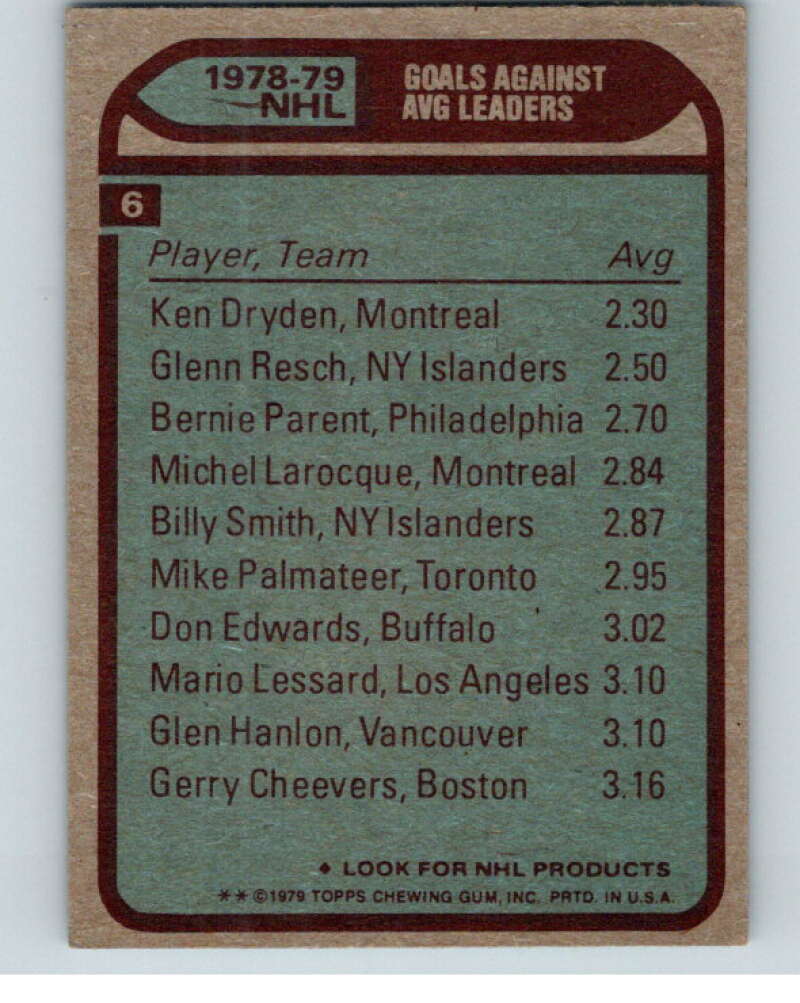 1978-79 GOALS AGAINST
NHL AVG LEADERS
6
Player, Team Avg
Ken Dryden, Montreal 2.30
Glenn Resch, NY Islanders 2.50
Bernie Parent, Philadelphia 2.70
Michel Larocque, Montreal 2.84
Billy Smith, NY Islanders 2.87
Mike Palmateer, Toronto 2.95
Don Edwards, Buffalo 3.02
Mario Lessard, Los Angeles 3.10
Glen Hanlon, Vancouver 3.10
Gerry Cheevers, Boston 3.16
♦ LOOK FOR NHL PRODUCTS
**©1979 TOPPS CHEWING GUM, INC. PRTD. IN U.S.A.